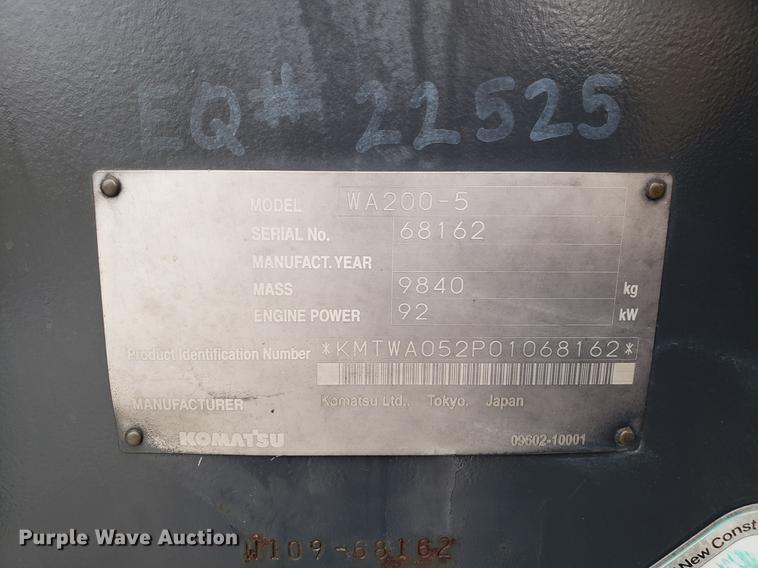 EQ# 22525
MODEL WA200-5
SERIAL No. 68162
MANUFACT.YEAR
MASS 9840 kg
ENGINE POWER 92 kW
Product Identification Number *KMTWA052P01068162*
MANUFACTURER Komatsu Ltd., Tokyo, Japan
KOMATSU 09602-10001
Purple Wave Auction®
W109-68162
New Const